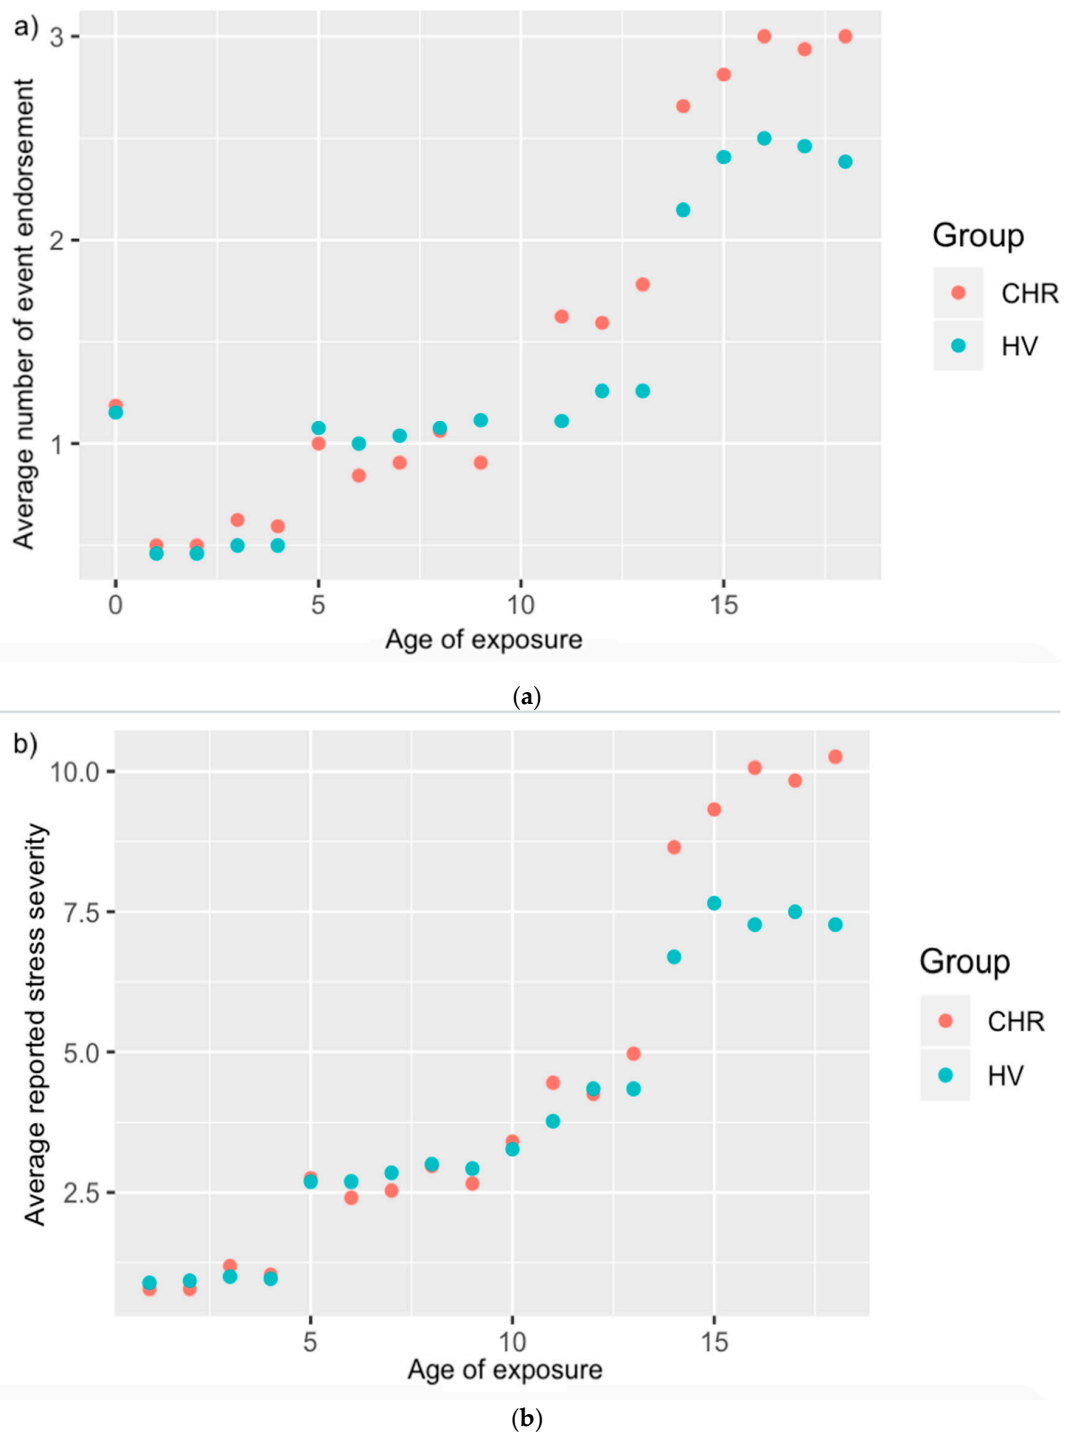 a)
Average number of event endorsement
3
2
1
0 5 10 15
Age of exposure
Group
CHR
HV
(a)
b)
Average reported stress severity
10.0
7.5
5.0
2.5
5 10 15
Age of exposure
Group
CHR
HV
(b)